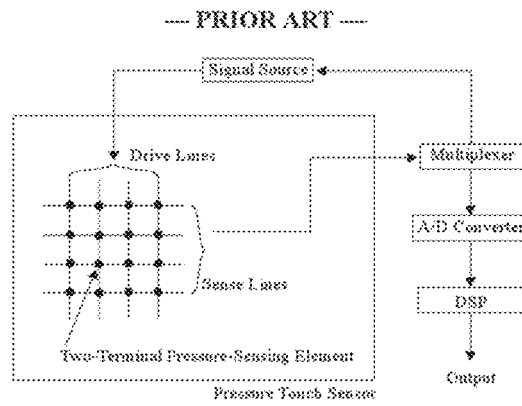 ---- PRIOR ART ----
Signal Source
Drive Lines
Multiplexer
A/D Converter
Sense Lines
DSP
Two-Terminal Pressure-Sensing Element
Output
Pressure Touch Sensor